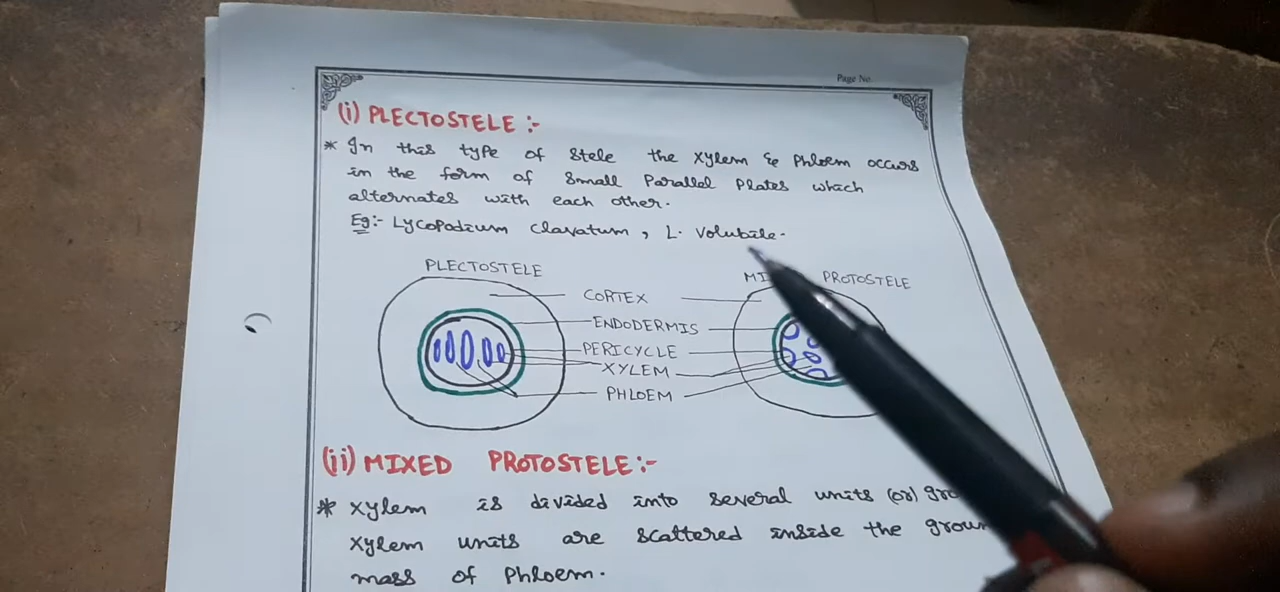 Page No.
(i) PLECTOSTELE :-
* In this type of stele the xylem & Phloem occurs
in the form of small Parallel Plates which
alternates with each other.
Eg:- Lycopodium clavatum, L. Volubile.
PLECTOSTELE
PROTOSTELE
CORTEX
ENDODERMIS
PERICYCLE
XYLEM
PHLOEM
(ii) MIXED PROTOSTELE :-
* Xylem is divided into several units (or)
Xylem units are scattered inside the
mass of Phloem.